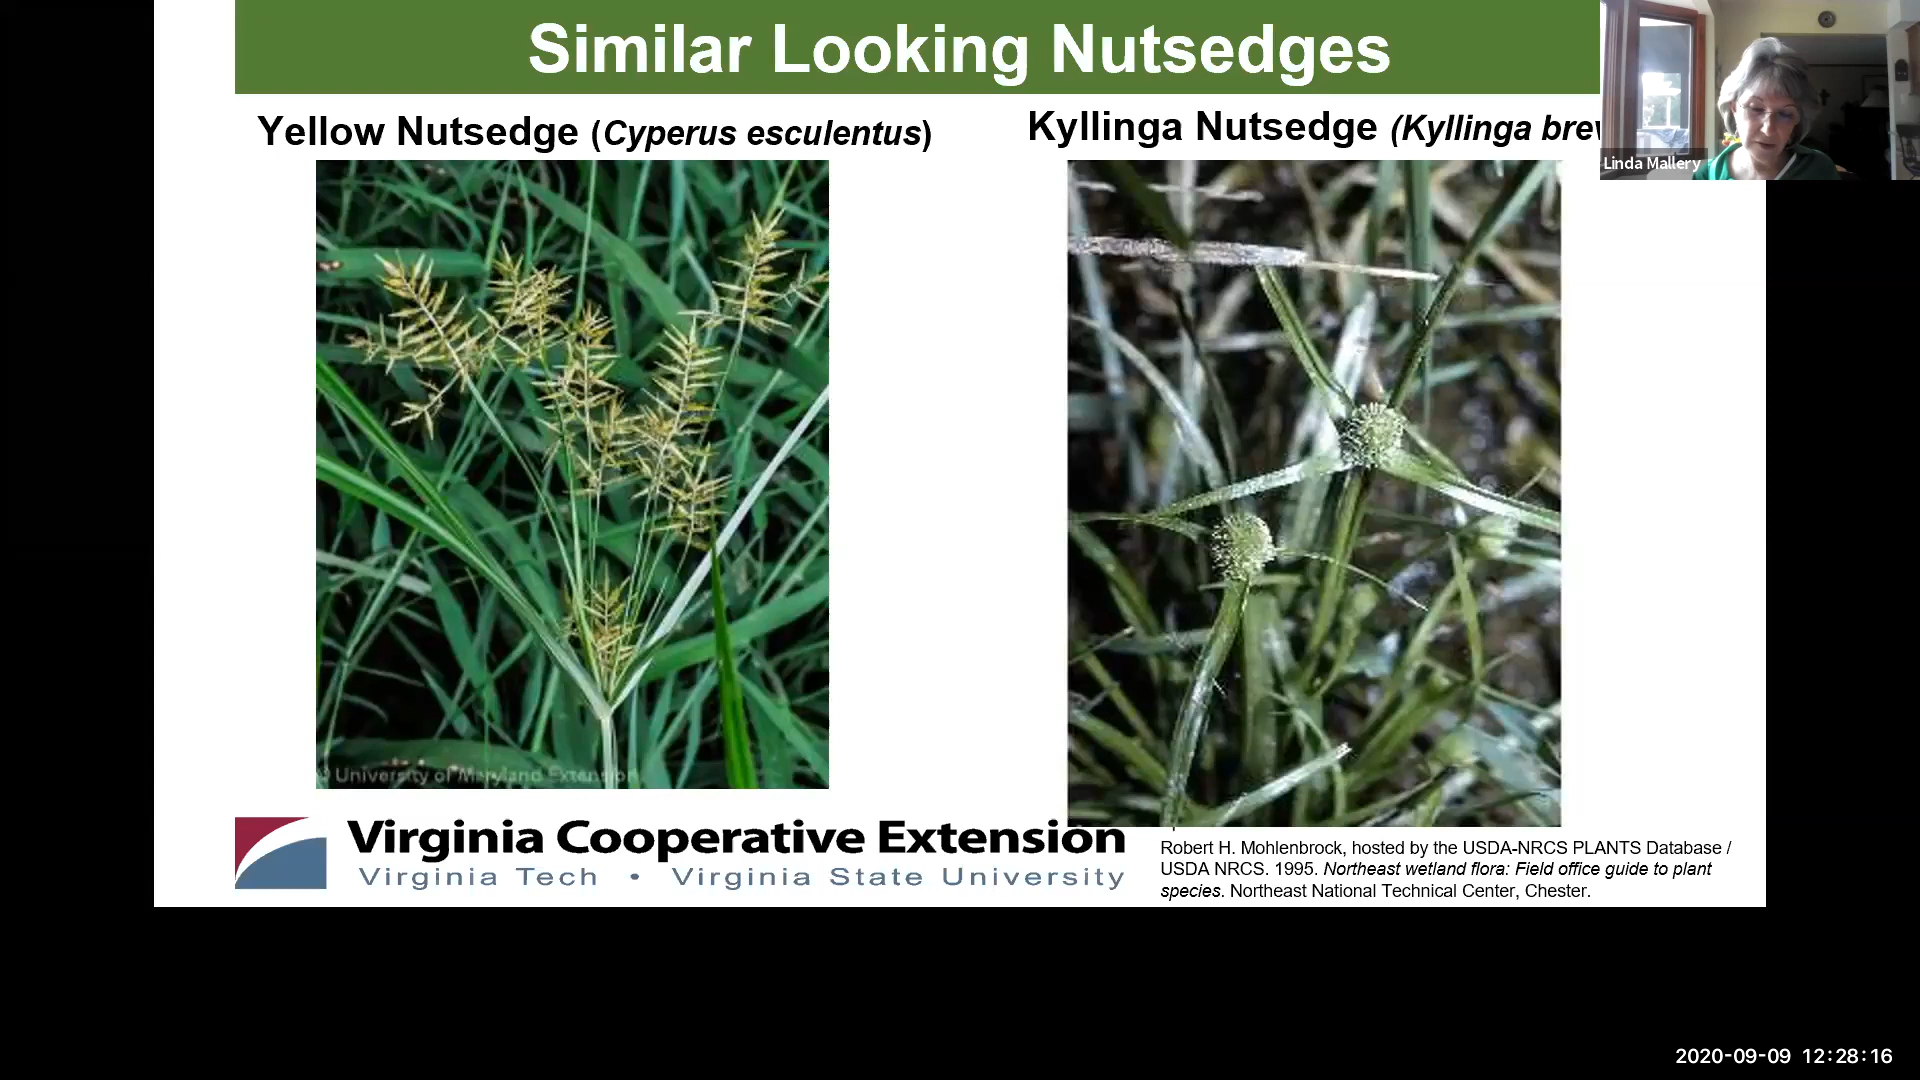 Similar Looking Nutsedges
Yellow Nutsedge (Cyperus esculentus)
Kyllinga Nutsedge (Kyllinga brev
Linda Mallery
University of Maryland Extension
Virginia Cooperative Extension
Virginia Tech • Virginia State University
Robert H. Mohlenbrock, hosted by the USDA-NRCS PLANTS Database /
USDA NRCS. 1995. Northeast wetland flora: Field office guide to plant
species. Northeast National Technical Center, Chester.
2020-09-09 12:28:16